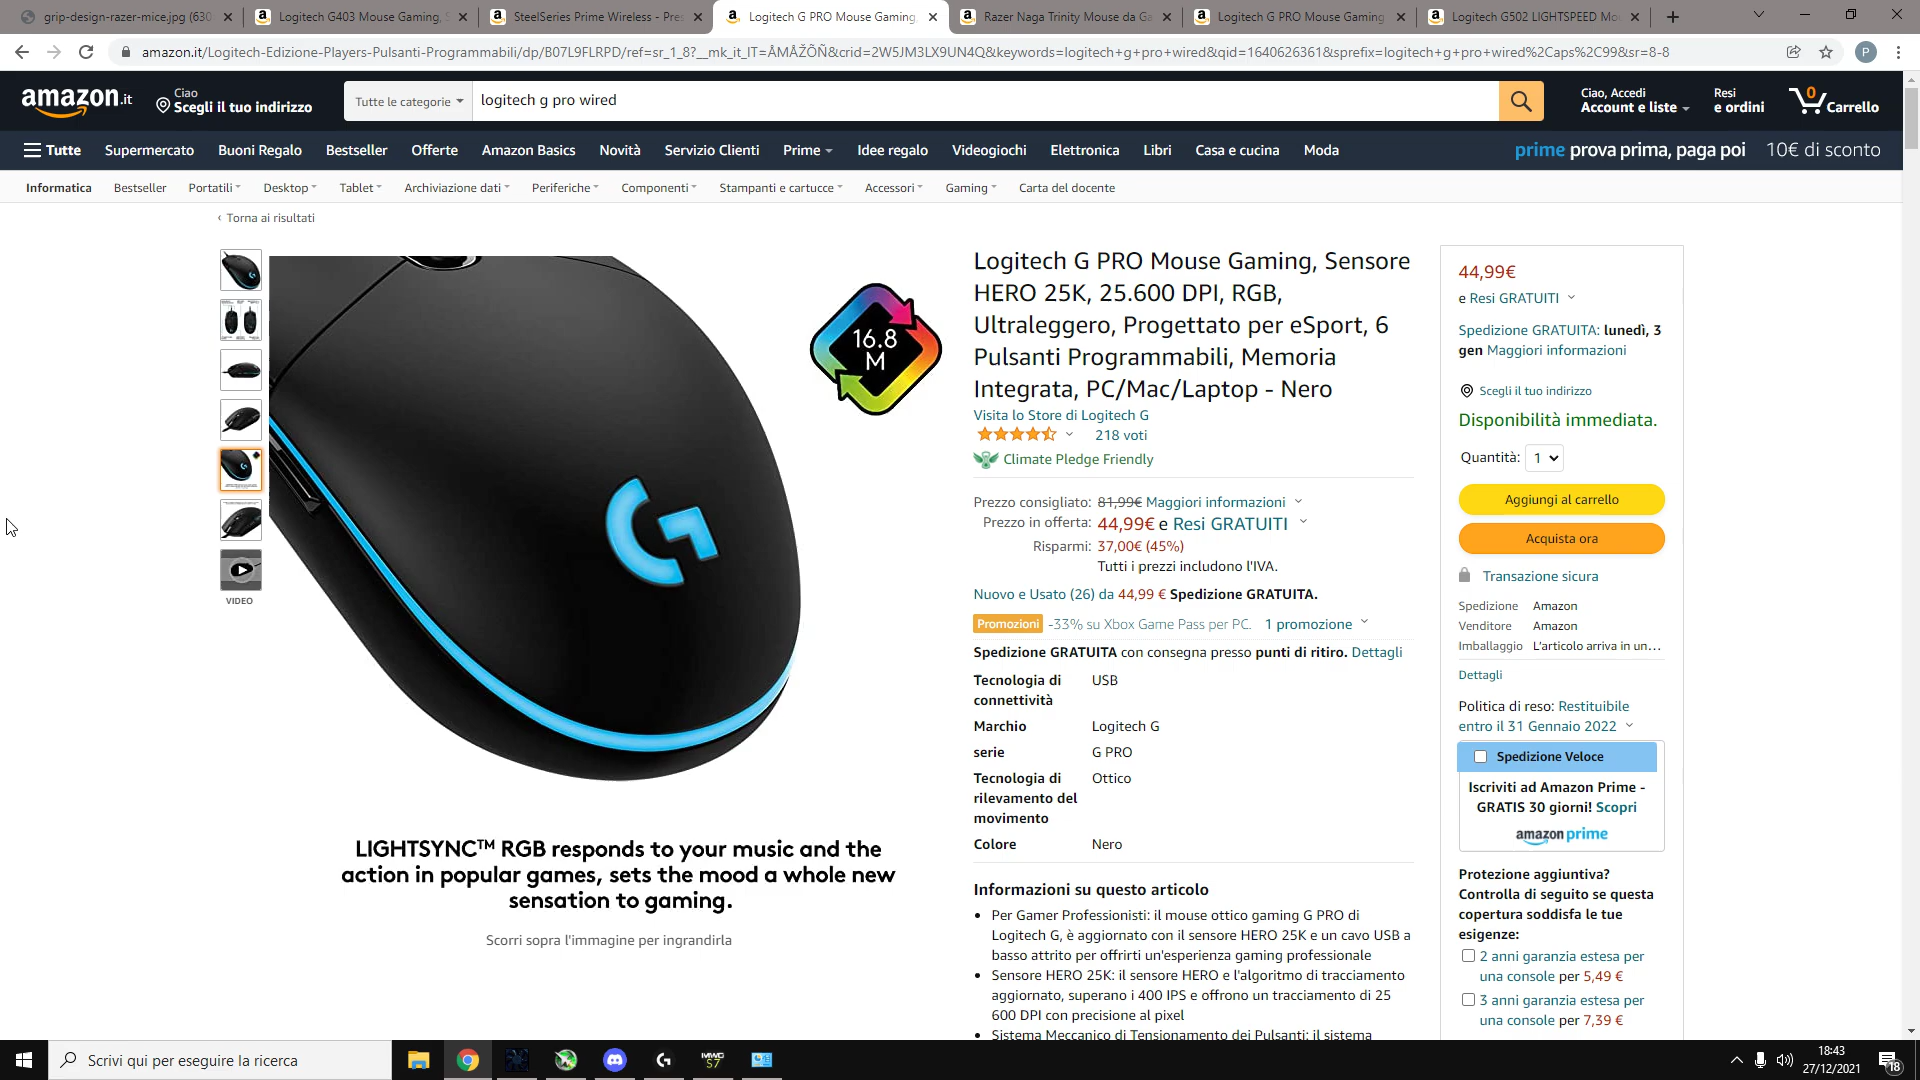 grip-design-razer-mice.jpg (630
Logitech G403 Mouse Gaming, S
SteelSeries Prime Wireless - Pres
Logitech G PRO Mouse Gaming,
Razer Naga Trinity Mouse da Ga
Logitech G PRO Mouse Gaming
Logitech G502 LIGHTSPEED Mou
amazon.it/Logitech-Edizione-Players-Pulsanti-Programmabili/dp/B07L9FLRPD/ref=sr_1_8?__mk_it_IT=ÅMÅŽÕÑ&crid=2W5JM3LX9UN4Q&keywords=logitech+g+pro+wired&qid=1640626361&sprefix=logitech+g+pro+wired%2Caps%2C99&sr=8-8
P
amazon.it
Ciao
Scegli il tuo indirizzo
Tutte le categorie
logitech g pro wired
Ciao, Accedi
Account e liste
Resi
e ordini
0
Carrello
Tutte
Supermercato
Buoni Regalo
Bestseller
Offerte
Amazon Basics
Novità
Servizio Clienti
Prime
Idee regalo
Videogiochi
Elettronica
Libri
Casa e cucina
Moda
prime prova prima, paga poi 10€ di sconto
Informatica
Bestseller
Portatili
Desktop
Tablet
Archiviazione dati
Periferiche
Componenti
Stampanti e cartucce
Accessori
Gaming
Carta del docente
‹ Torna ai risultati
VIDEO
16.8
M
LIGHTSYNC™ RGB responds to your music and the
action in popular games, sets the mood a whole new
sensation to gaming.
Scorri sopra l'immagine per ingrandirla
Logitech G PRO Mouse Gaming, Sensore
HERO 25K, 25.600 DPI, RGB,
Ultraleggero, Progettato per eSport, 6
Pulsanti Programmabili, Memoria
Integrata, PC/Mac/Laptop - Nero
Visita lo Store di Logitech G
218 voti
Climate Pledge Friendly
Prezzo consigliato: 81,99€ Maggiori informazioni
Prezzo in offerta: 44,99€ e Resi GRATUITI
Risparmi: 37,00€ (45%)
Tutti i prezzi includono l'IVA.
Nuovo e Usato (26) da 44,99 € Spedizione GRATUITA.
Promozioni -33% su Xbox Game Pass per PC. 1 promozione
Spedizione GRATUITA con consegna presso punti di ritiro. Dettagli
Tecnologia di USB
connettività
Marchio Logitech G
serie G PRO
Tecnologia di Ottico
rilevamento del
movimento
Colore Nero
Informazioni su questo articolo
• Per Gamer Professionisti: il mouse ottico gaming G PRO di
Logitech G, è aggiornato con il sensore HERO 25K e un cavo USB a
basso attrito per offrirti un'esperienza gaming professionale
• Sensore HERO 25K: il sensore HERO e l'algoritmo di tracciamento
aggiornato, superano i 400 IPS e offrono un tracciamento di 25
600 DPI con precisione al pixel
• Sistema Meccanico di Tensionamento dei Pulsanti: il sistema
44,99€
e Resi GRATUITI
Spedizione GRATUITA: lunedì, 3
gen Maggiori informazioni
Scegli il tuo indirizzo
Disponibilità immediata.
Quantità: 1
Aggiungi al carrello
Acquista ora
Transazione sicura
Spedizione Amazon
Venditore Amazon
Imballaggio L'articolo arriva in un…
Dettagli
Politica di reso: Restituibile
entro il 31 Gennaio 2022
Spedizione Veloce
Iscriviti ad Amazon Prime -
GRATIS 30 giorni! Scopri
amazon prime
Protezione aggiuntiva?
Controlla di seguito se questa
copertura soddisfa le tue
esigenze:
2 anni garanzia estesa per
una console per 5,49 €
3 anni garanzia estesa per
una console per 7,39 €
Scrivi qui per eseguire la ricerca
S7
18:43
27/12/2021
18